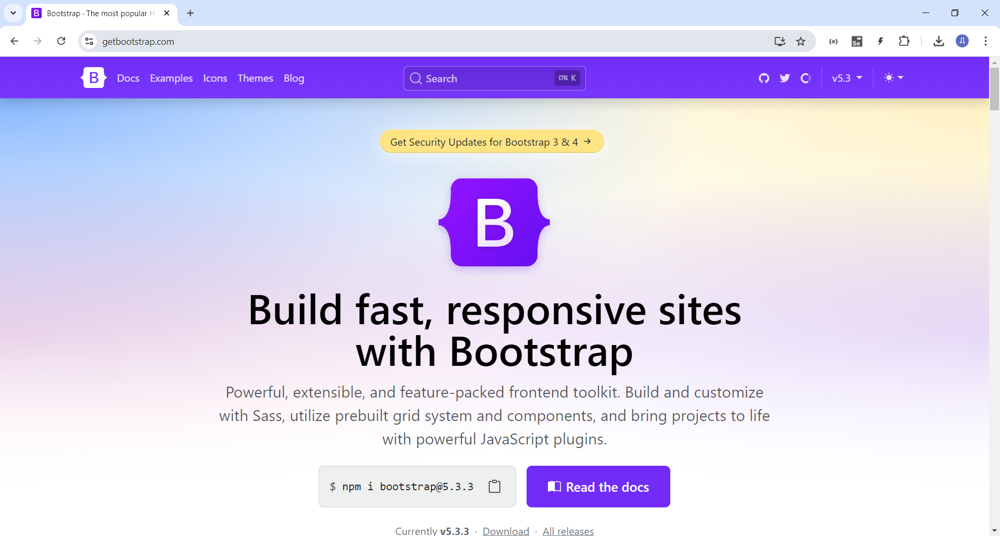 Bootstrap · The most popular H
getbootstrap.com
Se
Д
B
Docs
Examples
Icons
Themes
Blog
Search
CTRL K
v5.3
Get Security Updates for Bootstrap 3 & 4 →
B
Build fast, responsive sites
with Bootstrap
Powerful, extensible, and feature-packed frontend toolkit. Build and customize
with Sass, utilize prebuilt grid system and components, and bring projects to life
with powerful JavaScript plugins.
$ npm i bootstrap@5.3.3
Read the docs
Currently v5.3.3 · Download · All releases